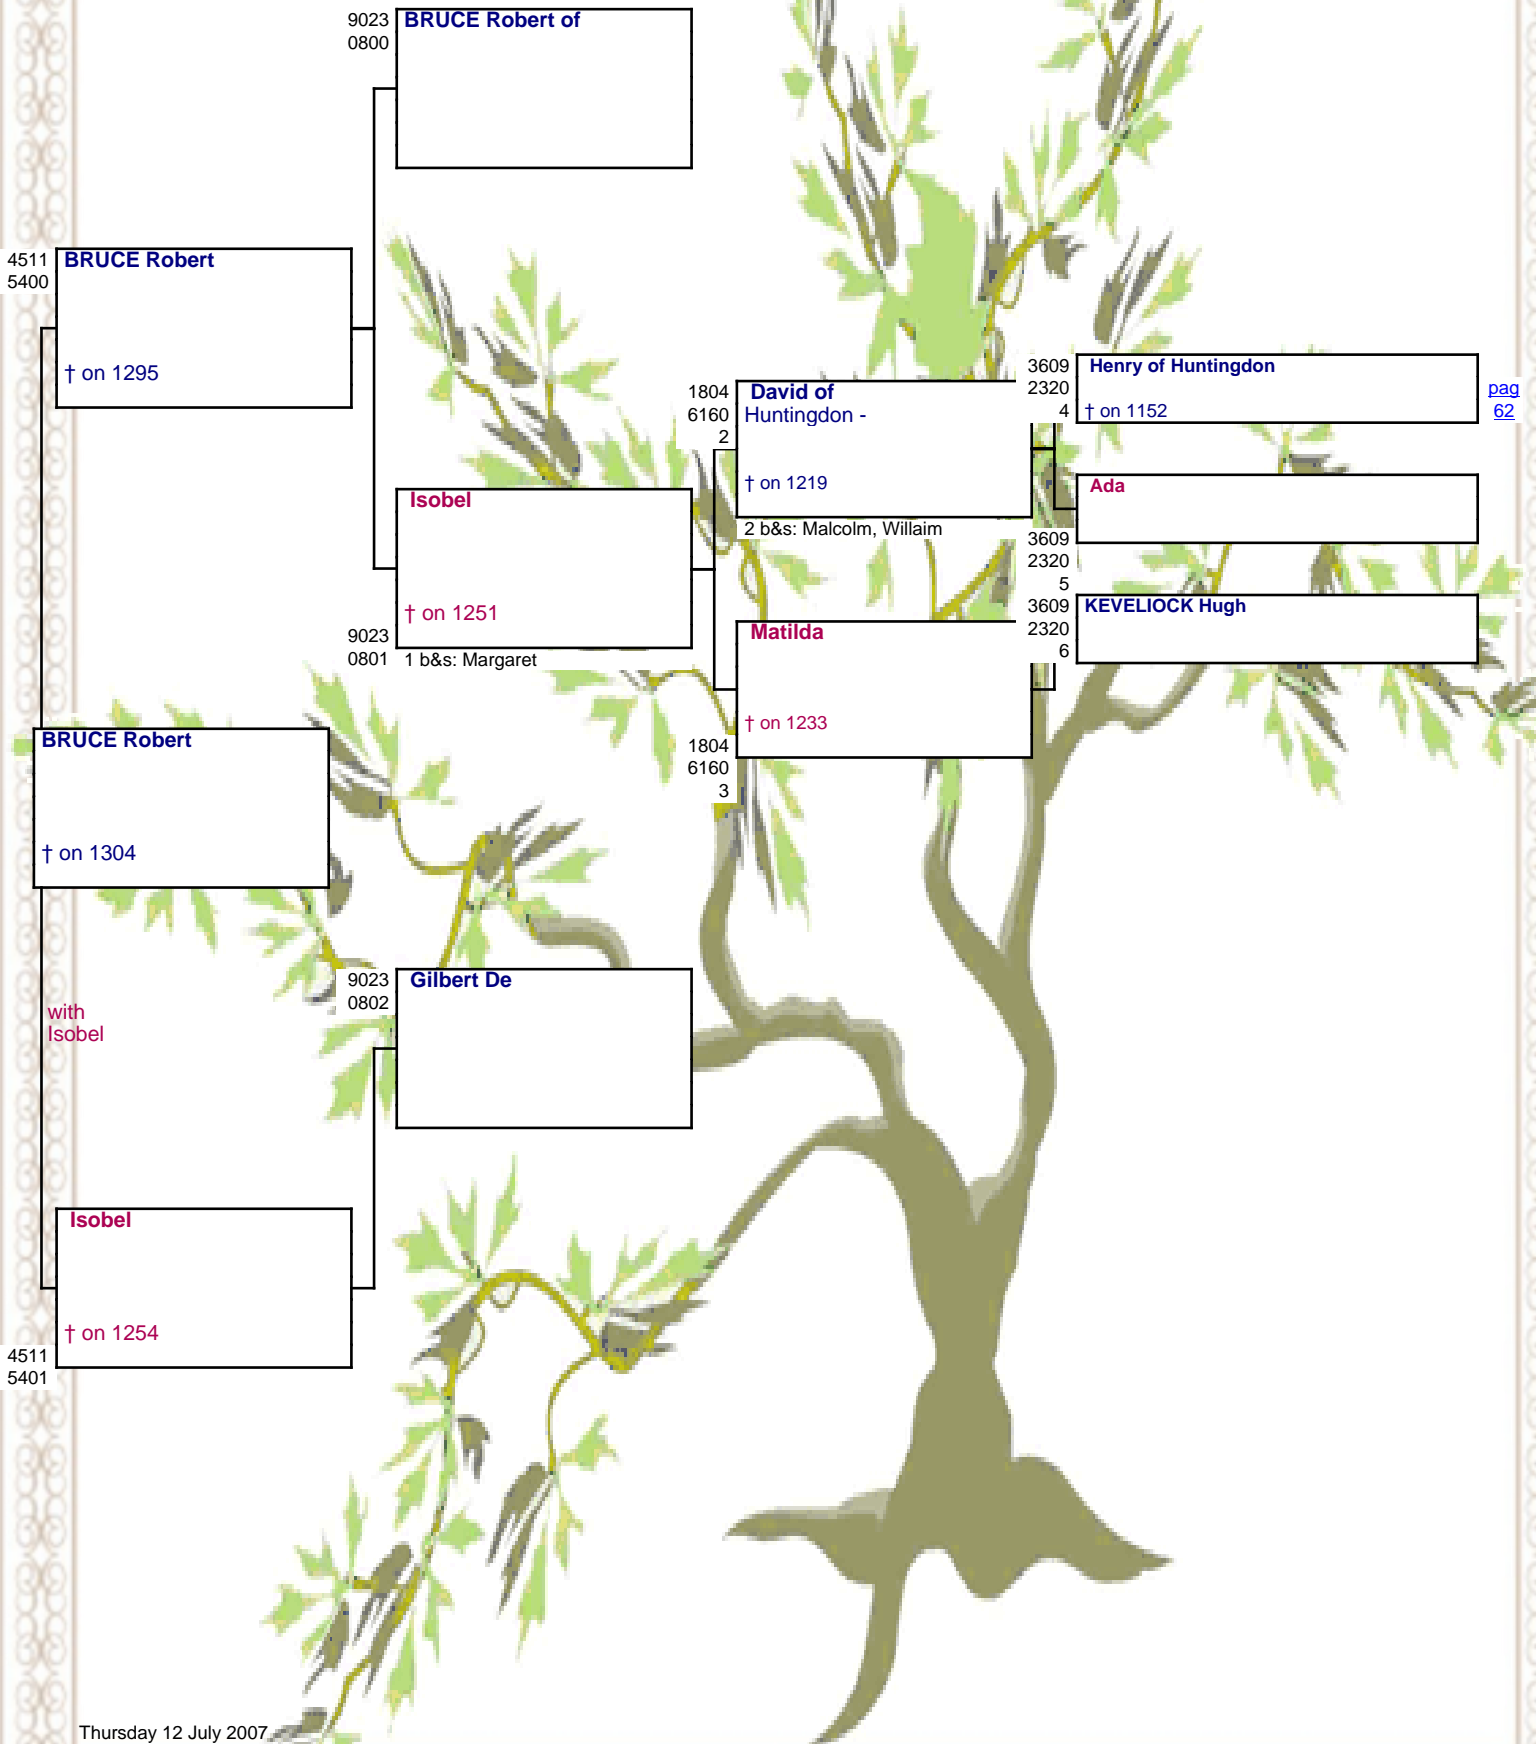 9023
0800
BRUCE Robert of
4511
5400
BRUCE Robert
† on 1295
3609
2320
4
Henry of Huntingdon
† on 1152
pag
62
1804
6160
2
David of
Huntingdon -
† on 1219
2 b&s: Malcolm, Willaim
Ada
3609
2320
5
Isobel
† on 1251
9023
0801
1 b&s: Margaret
3609
2320
6
KEVELIOCK Hugh
Matilda
† on 1233
1804
6160
3
BRUCE Robert
† on 1304
with
Isobel
9023
0802
Gilbert De
Isobel
† on 1254
4511
5401
Thursday 12 July 2007